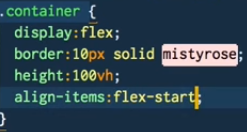 .container {
display:flex;
border:10px solid mistyrose;
height:100vh;
align-items:flex-start;
}